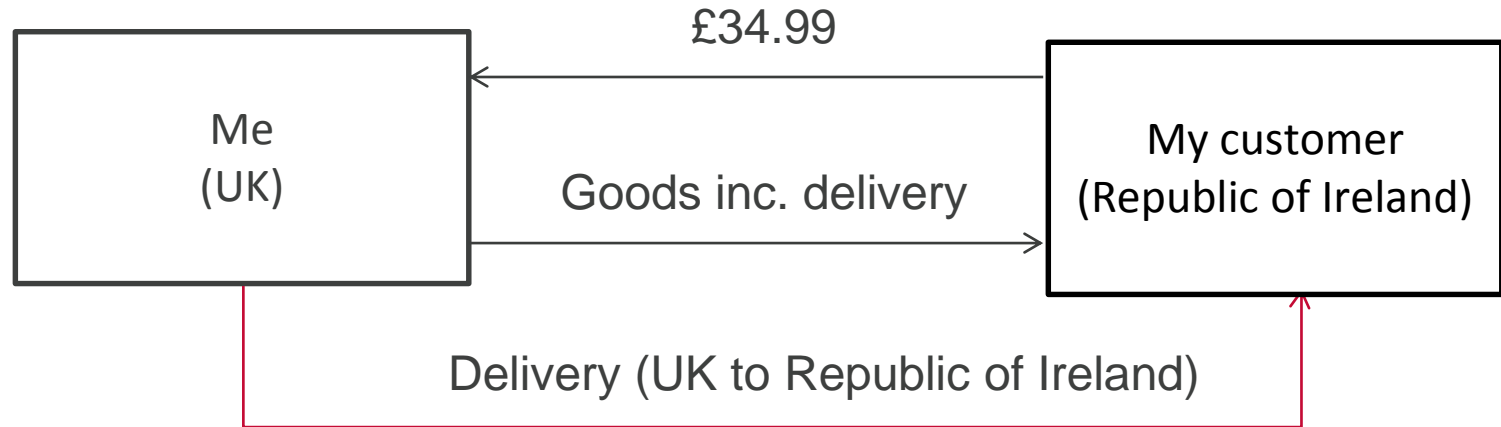 £34.99
Me
(UK)
My customer
(Republic of Ireland)
Goods inc. delivery
Delivery (UK to Republic of Ireland)